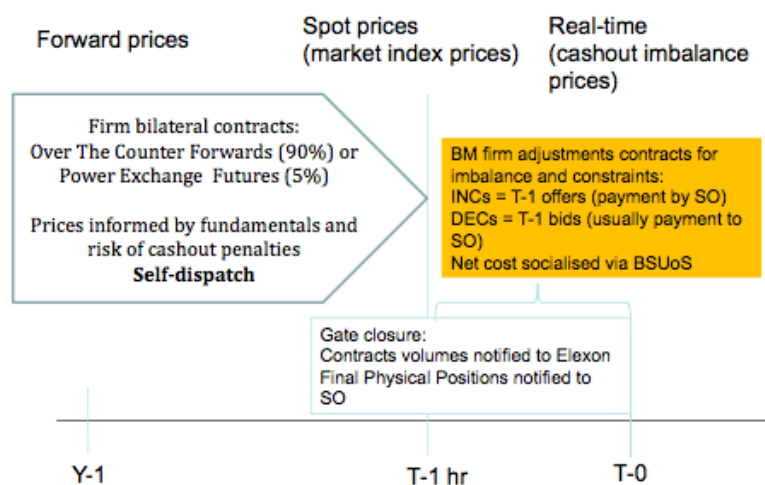 Forward prices
Spot prices
(market index prices)
Real-time
(cashout imbalance
prices)
Firm bilateral contracts:
Over The Counter Forwards (90%) or
Power Exchange Futures (5%)
Prices informed by fundamentals and
risk of cashout penalties
Self-dispatch
BM firm adjustments contracts for
imbalance and constraints:
INCs = T-1 offers (payment by SO)
DECs = T-1 bids (usually payment to
SO)
Net cost socialised via BSUoS
Gate closure:
Contracts volumes notified to Elexon
Final Physical Positions notified to
SO
Y-1
T-1 hr
T-0